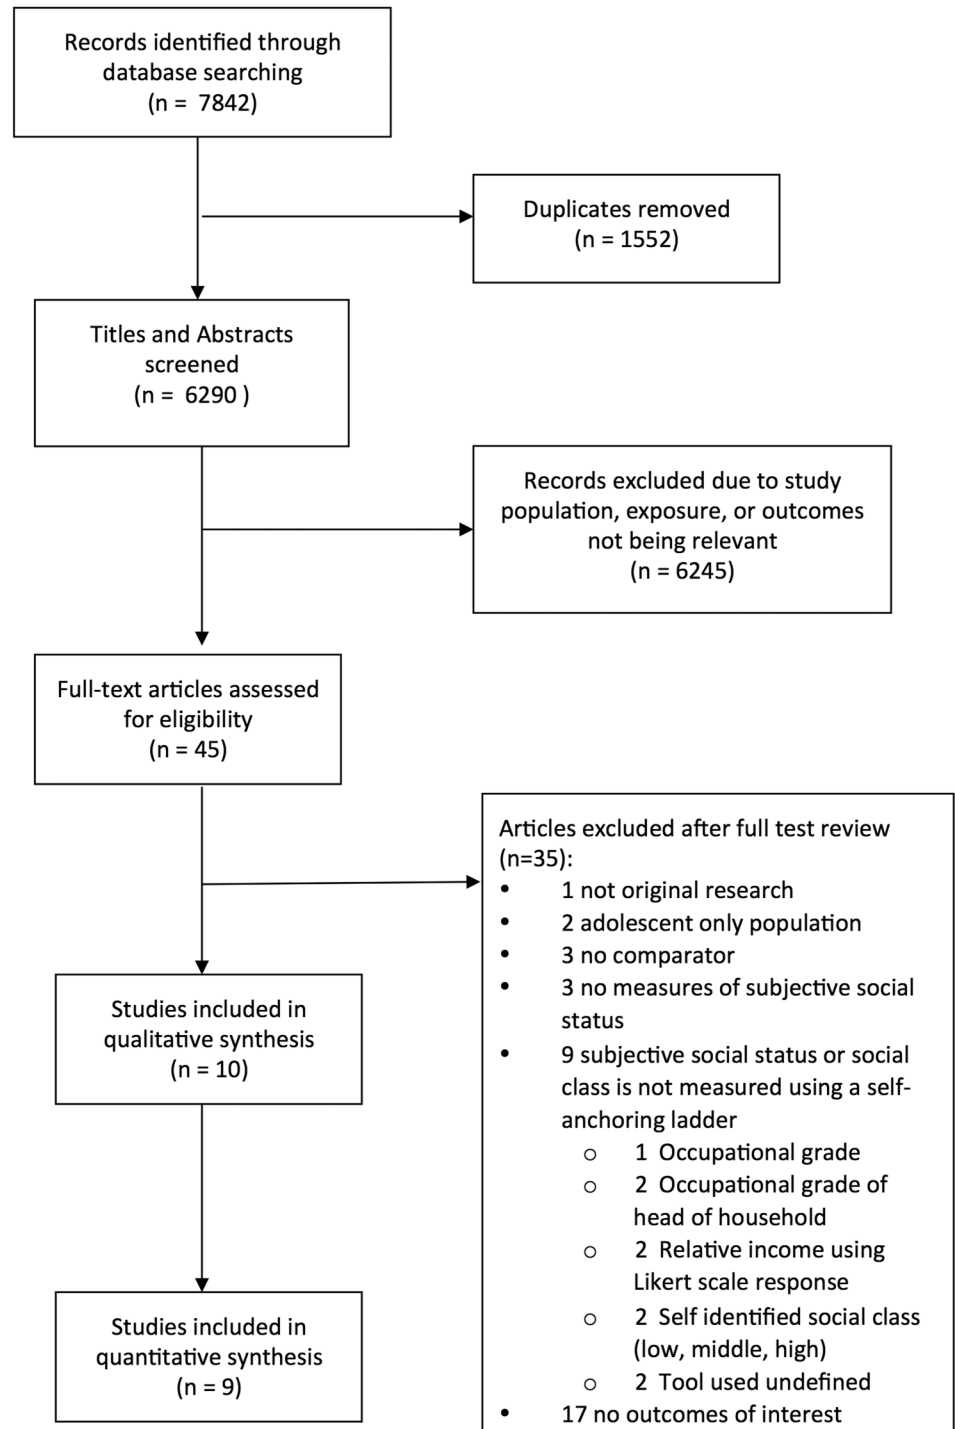 Records identified through
database searching
(n =  7842)
Duplicates removed
(n = 1552)
Titles and Abstracts
screened
(n =  6290 )
Records excluded due to study
population, exposure, or outcomes
not being relevant
(n = 6245)
Full-text articles assessed
for eligibility
(n = 45)
Articles excluded after full test review
(n=35):
• 1 not original research
• 2 adolescent only population
• 3 no comparator
• 3 no measures of subjective social
status
• 9 subjective social status or social
class is not measured using a self-
anchoring ladder
o 1  Occupational grade
o 2  Occupational grade of
head of household
o 2  Relative income using
Likert scale response
o 2  Self identified social class
(low, middle, high)
o 2  Tool used undefined
• 17 no outcomes of interest
Studies included in
qualitative synthesis
(n = 10)
Studies included in
quantitative synthesis
(n = 9)